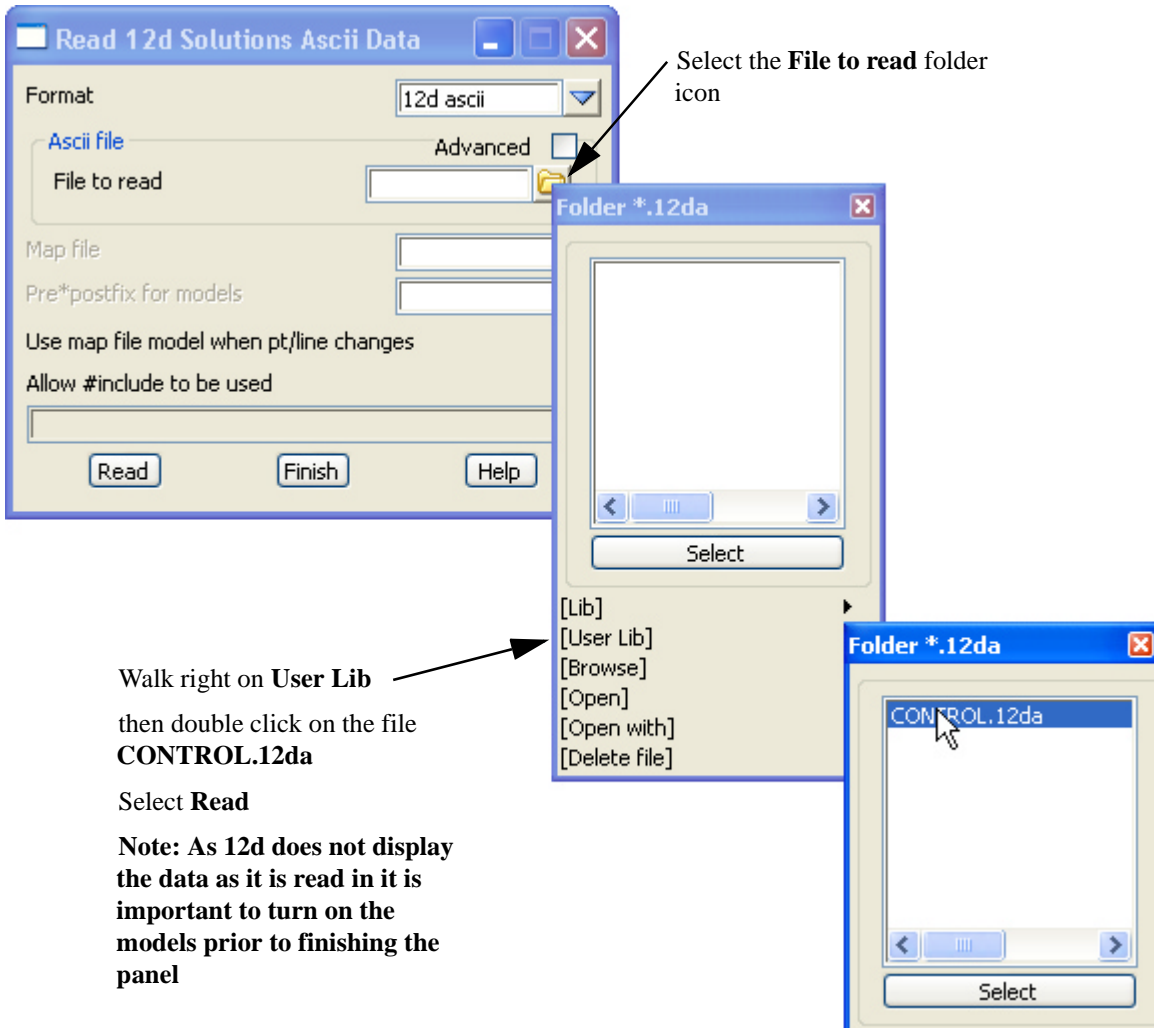 Read 12d Solutions Ascii Data
Select the File to read folder
icon
Format
12d ascii
Ascii file
Advanced
File to read
Map file
Pre*postfix for models
Use map file model when pt/line changes
Allow #include to be used
Read
Finish
Help
Folder *.12da
Select
[Lib]
[User Lib]
[Browse]
[Open]
[Open with]
[Delete file]
Folder *.12da
CONTROL.12da
Select
Walk right on User Lib
then double click on the file
CONTROL.12da
Select Read
Note: As 12d does not display
the data as it is read in it is
important to turn on the
models prior to finishing the
panel